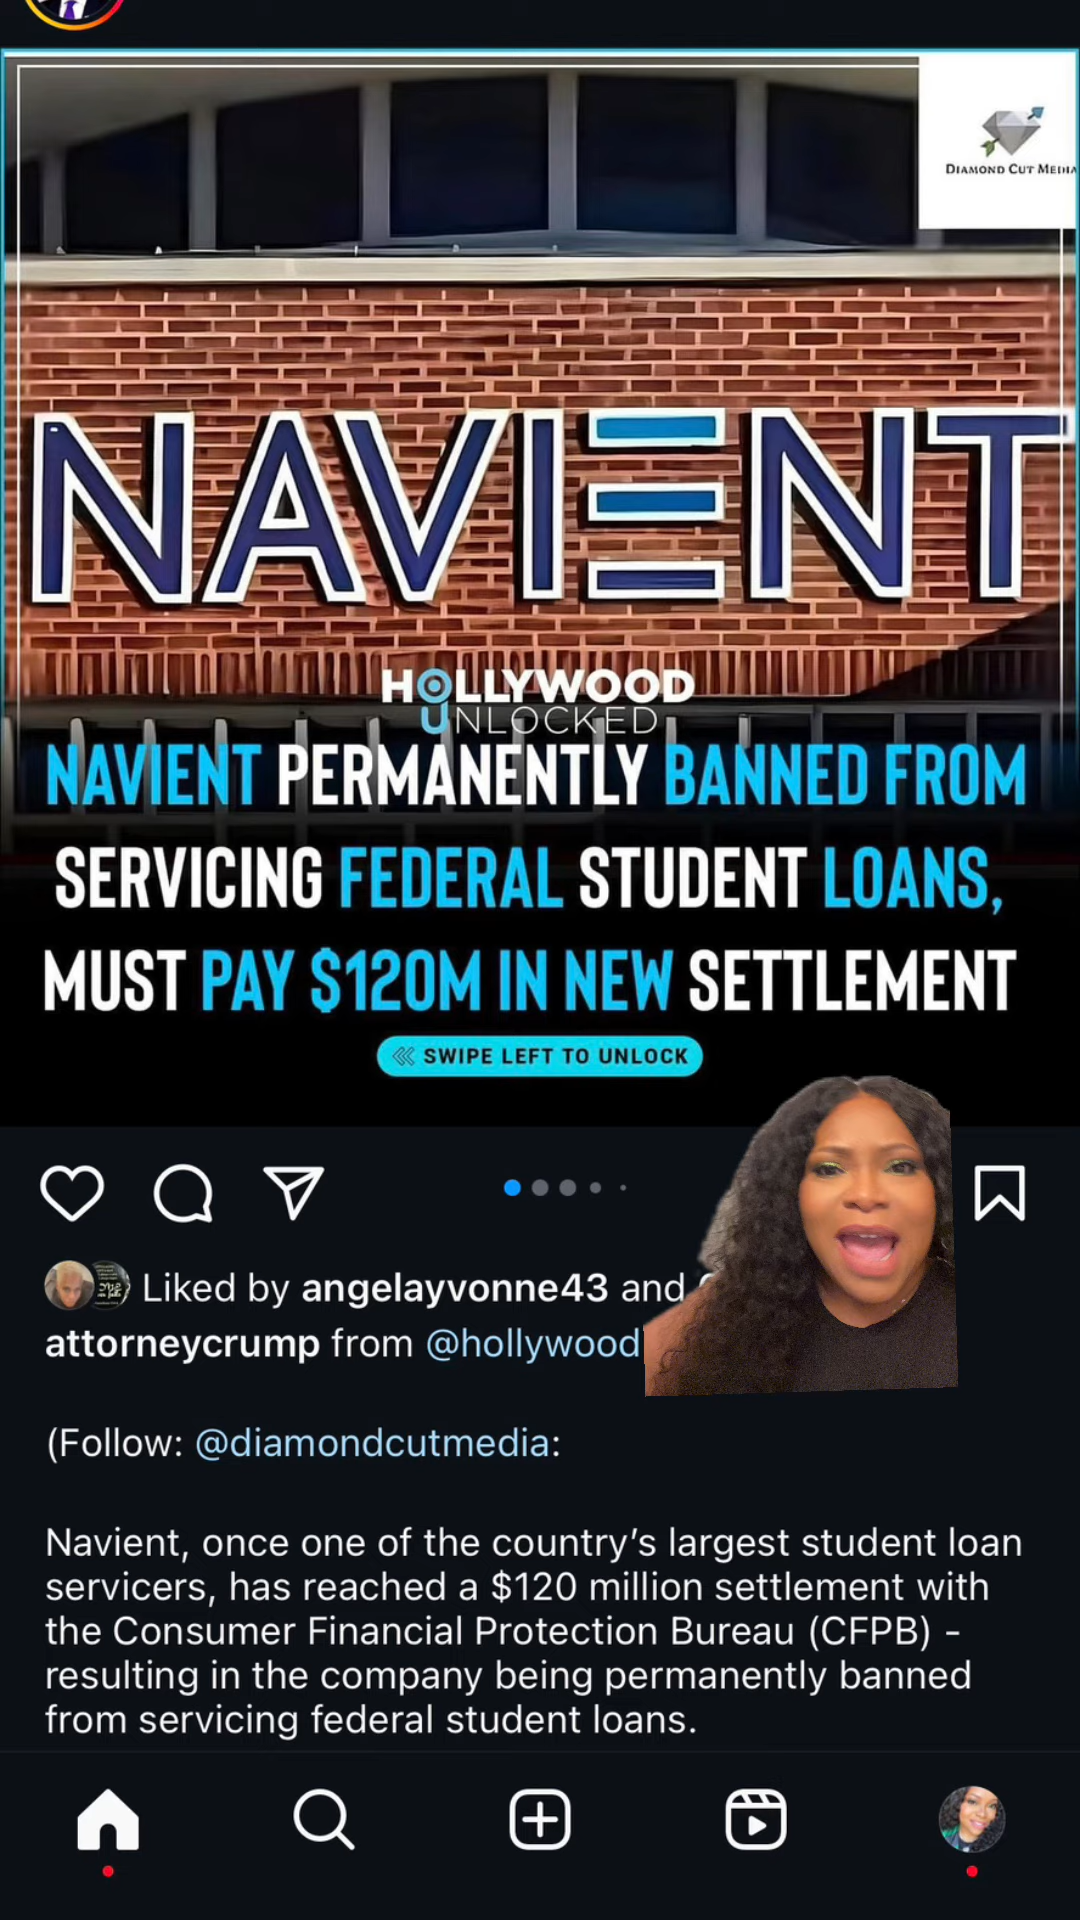 DIAMOND CUT MEDIA
NAVIENT
HOLLYWOOD
UNLOCKED
NAVIENT PERMANENTLY BANNED FROM
SERVICING FEDERAL STUDENT LOANS,
MUST PAY $120M IN NEW SETTLEMENT
SWIPE LEFT TO UNLOCK
Liked by angelayvonne43 and
attorneycrump from @hollywood
(Follow: @diamondcutmedia:
Navient, once one of the country’s largest student loan
servicers, has reached a $120 million settlement with
the Consumer Financial Protection Bureau (CFPB) -
resulting in the company being permanently banned
from servicing federal student loans.